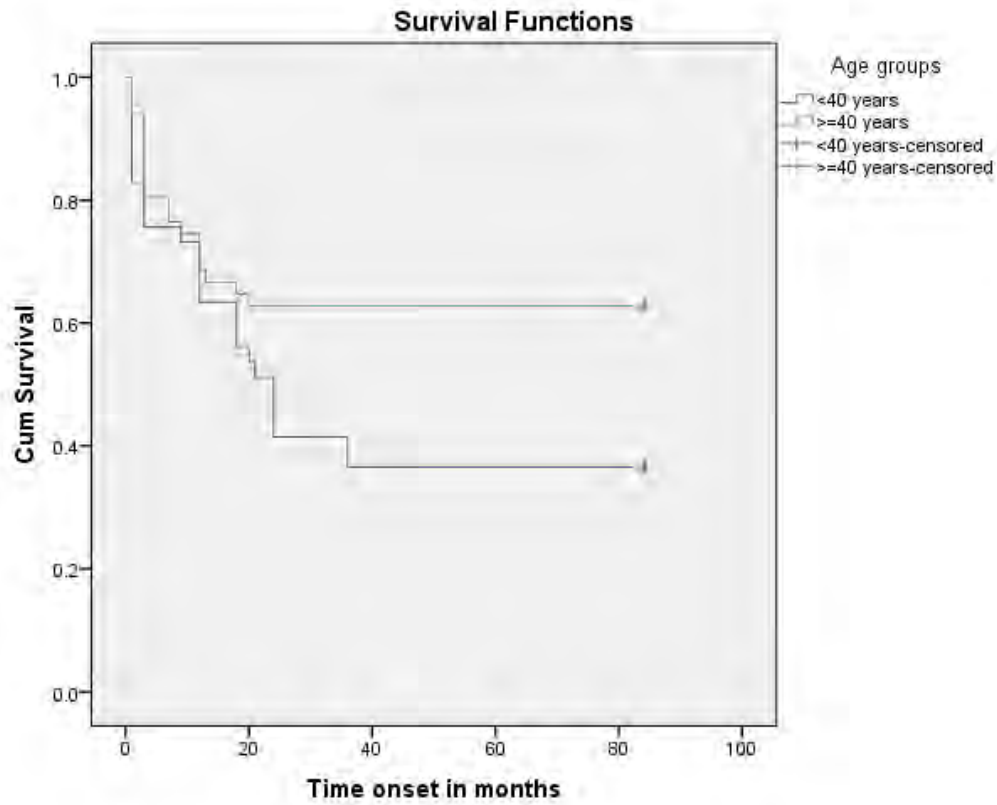 Survival Functions
Age groups
<40 years
>=40 years
<40 years-censored
>=40 years-censored
1.0
0.8
0.6
0.4
0.2
0.0
Cum Survival
0 20 40 60 80 100
Time onset in months